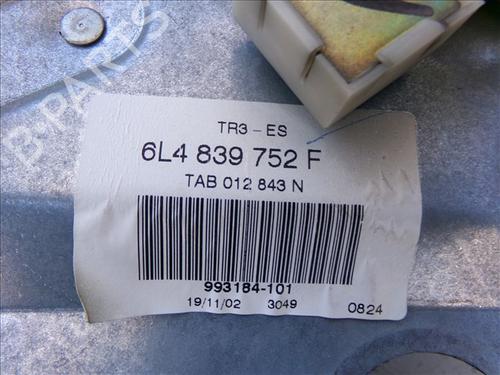 B-PARTS
TR3-ES
6L4 839 752 F
TAB 012 843 N
993184-101
19/11/02 3049 0824